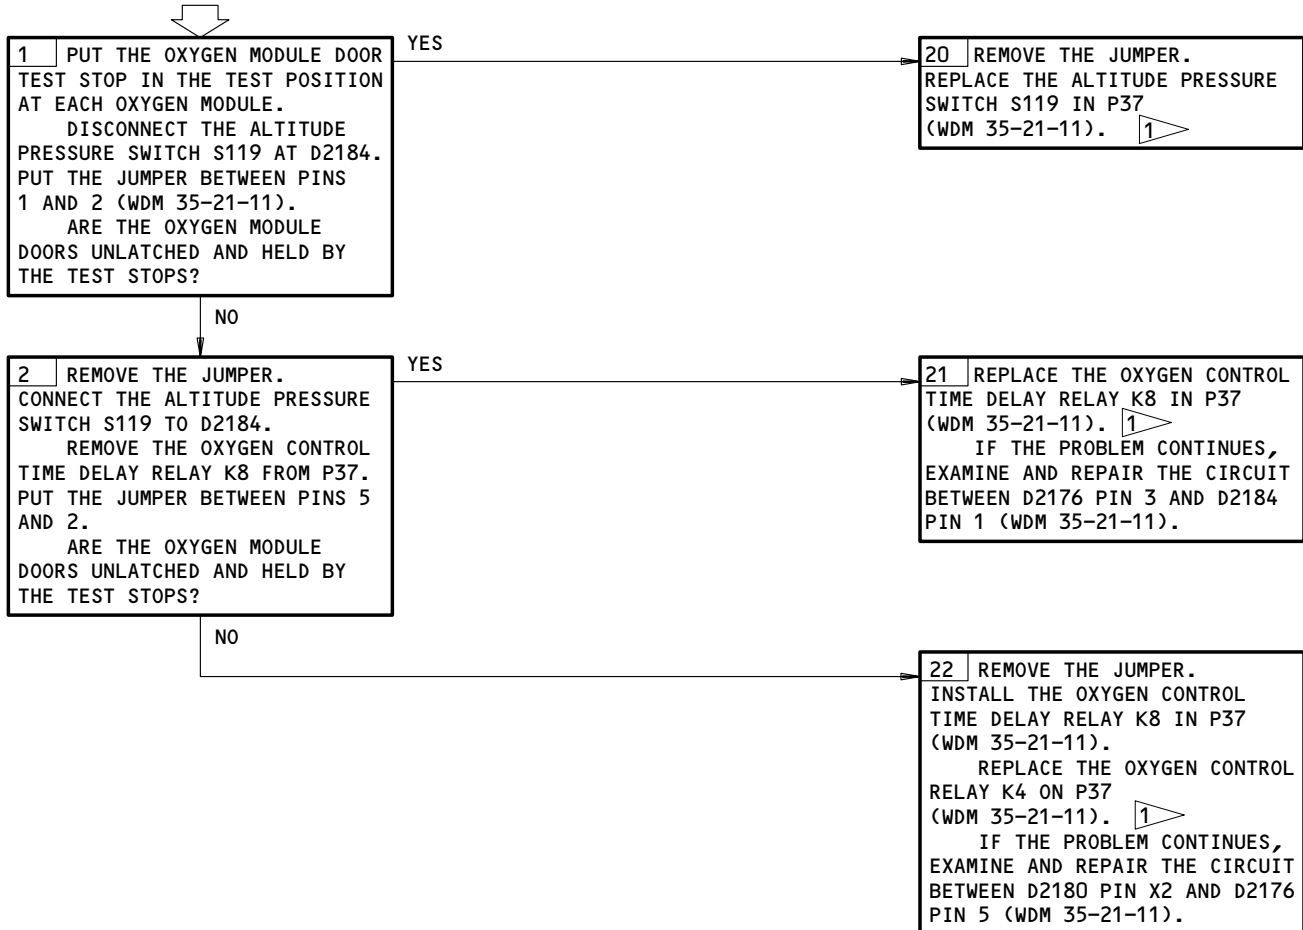 1 PUT THE OXYGEN MODULE DOOR
TEST STOP IN THE TEST POSITION
AT EACH OXYGEN MODULE.
DISCONNECT THE ALTITUDE
PRESSURE SWITCH S119 AT D2184.
PUT THE JUMPER BETWEEN PINS
1 AND 2 (WDM 35-21-11).
ARE THE OXYGEN MODULE
DOORS UNLATCHED AND HELD BY
THE TEST STOPS?
YES
20 REMOVE THE JUMPER.
REPLACE THE ALTITUDE PRESSURE
SWITCH S119 IN P37
(WDM 35-21-11). 1
NO
2 REMOVE THE JUMPER.
CONNECT THE ALTITUDE PRESSURE
SWITCH S119 TO D2184.
REMOVE THE OXYGEN CONTROL
TIME DELAY RELAY K8 FROM P37.
PUT THE JUMPER BETWEEN PINS 5
AND 2.
ARE THE OXYGEN MODULE
DOORS UNLATCHED AND HELD BY
THE TEST STOPS?
YES
21 REPLACE THE OXYGEN CONTROL
TIME DELAY RELAY K8 IN P37
(WDM 35-21-11). 1
IF THE PROBLEM CONTINUES,
EXAMINE AND REPAIR THE CIRCUIT
BETWEEN D2176 PIN 3 AND D2184
PIN 1 (WDM 35-21-11).
NO
22 REMOVE THE JUMPER.
INSTALL THE OXYGEN CONTROL
TIME DELAY RELAY K8 IN P37
(WDM 35-21-11).
REPLACE THE OXYGEN CONTROL
RELAY K4 ON P37
(WDM 35-21-11). 1
IF THE PROBLEM CONTINUES,
EXAMINE AND REPAIR THE CIRCUIT
BETWEEN D2180 PIN X2 AND D2176
PIN 5 (WDM 35-21-11).